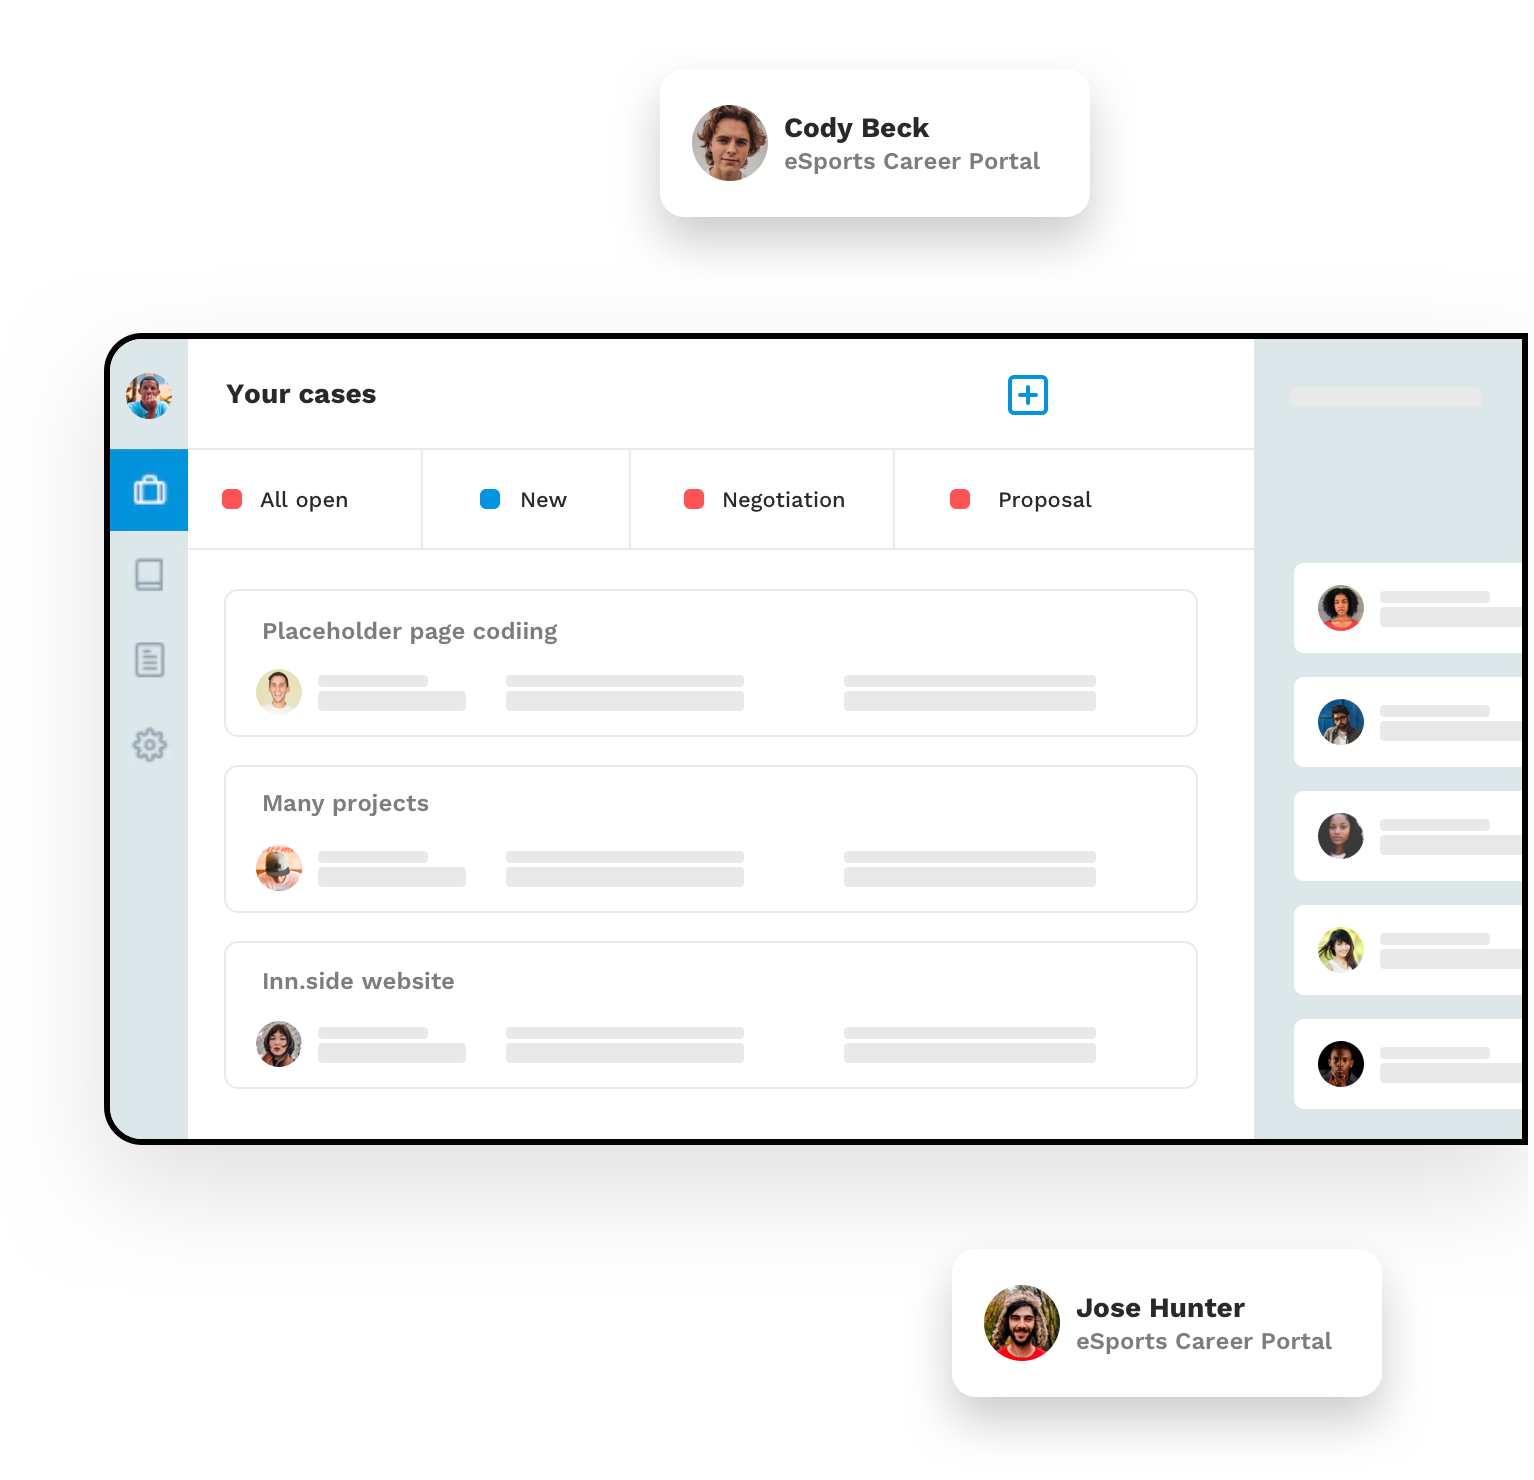 Cody Beck
eSports Career Portal
Your cases
All open
New
Negotiation
Proposal
Placeholder page codiing
Many projects
Inn.side website
Jose Hunter
eSports Career Portal